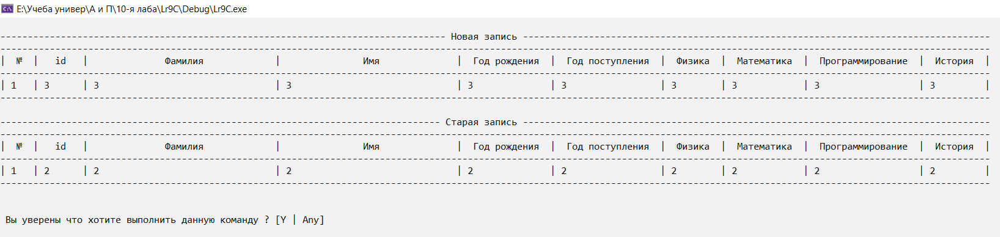 E:\Учеба универ\А и П\10-я лаба\Lr9C\Debug\Lr9C.exe
Новая запись
| № | id | Фамилия | Имя | Год рождения | Год поступления | Физика | Математика | Программирование | История |
| 1 | 3 | 3 | 3 | 3 | 3 | 3 | 3 | 3 | 3 |
Старая запись
| № | id | Фамилия | Имя | Год рождения | Год поступления | Физика | Математика | Программирование | История |
| 1 | 2 | 2 | 2 | 2 | 2 | 2 | 2 | 2 | 2 |
Вы уверены что хотите выполнить данную команду ? [Y | Any]